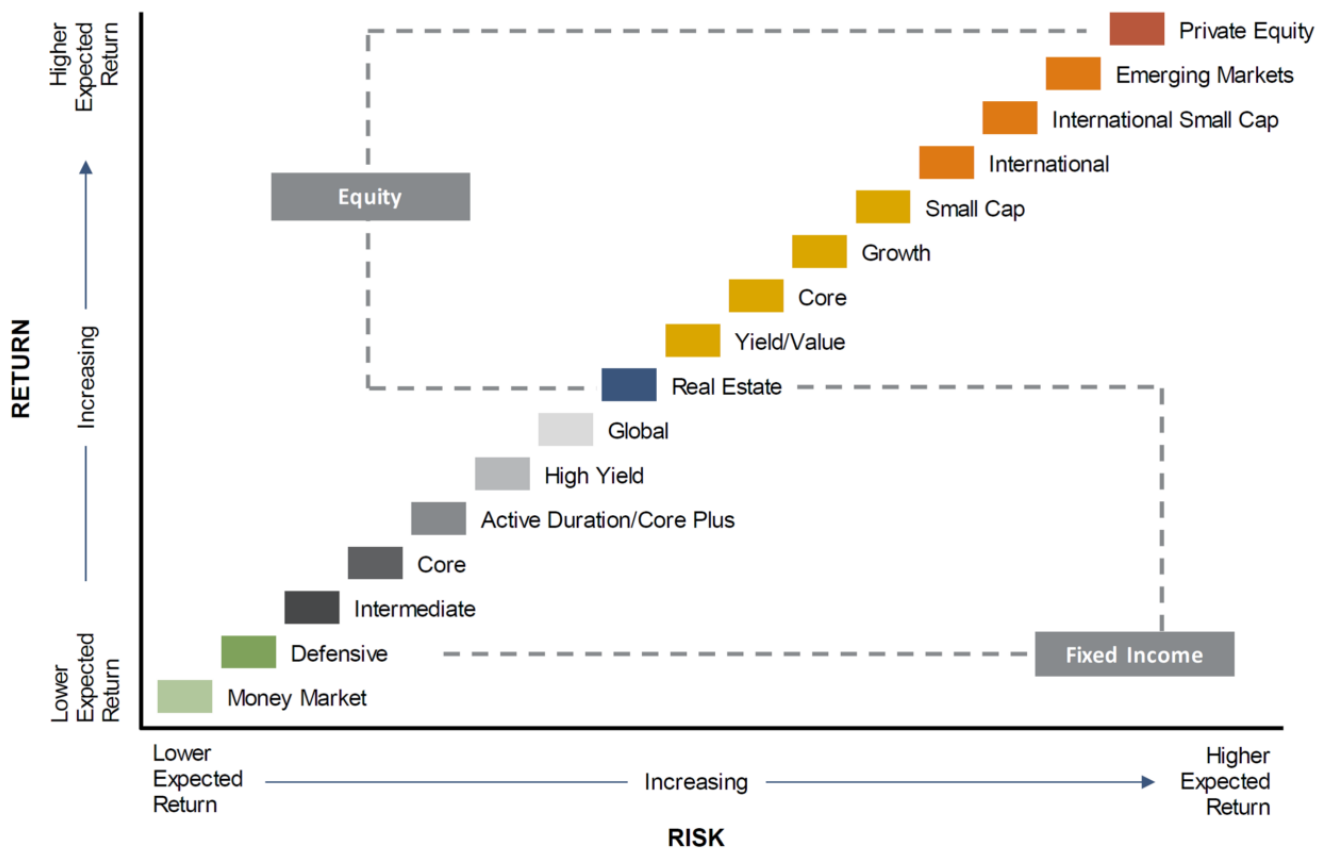 Higher
Expected
Return
Private Equity
Emerging Markets
International Small Cap
International
Equity
Small Cap
Growth
Core
Yield/Value
Real Estate
RETURN
Increasing
Global
High Yield
Active Duration/Core Plus
Core
Intermediate
Defensive
Fixed Income
Money Market
Lower
Expected
Return
Lower
Expected
Return
Increasing
Higher
Expected
Return
RISK